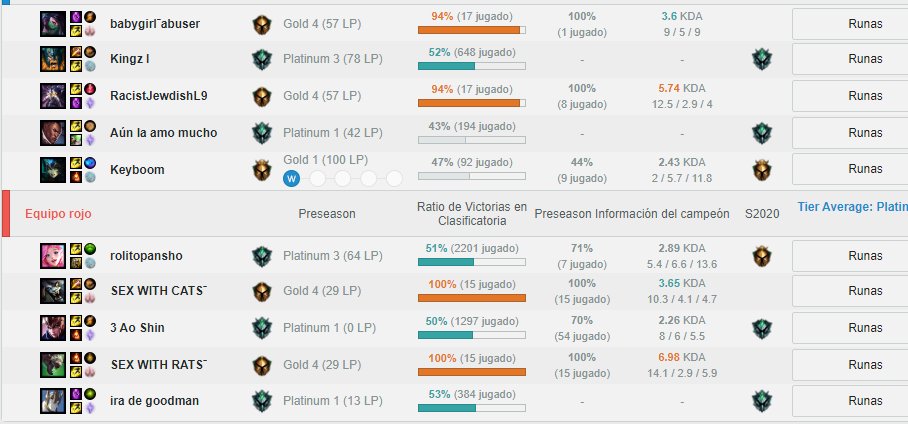 babygirl˜abuser Gold 4 (57 LP) 94% (17 jugado) 100% 3.6 KDA Runas
(1 jugado) 9 / 5 / 9
Kingz I Platinum 3 (78 LP) 52% (648 jugado) - - Runas
RacistJewdishL9 Gold 4 (57 LP) 94% (17 jugado) 100% 5.74 KDA Runas
(8 jugado) 12.5 / 2.9 / 4
Aún la amo mucho Platinum 1 (42 LP) 43% (194 jugado) - - Runas
Keyboom Gold 1 (100 LP) 47% (92 jugado) 44% 2.43 KDA Runas
W (9 jugado) 2 / 5.7 / 11.8
Equipo rojo Preseason Ratio de Victorias en Clasificatoria Preseason Información del campeón S2020 Tier Average: Platin
rolitopansho Platinum 3 (64 LP) 51% (2201 jugado) 71% 2.89 KDA Runas
(7 jugado) 5.4 / 6.6 / 13.6
SEX WITH CATS˜ Gold 4 (29 LP) 100% (15 jugado) 100% 3.65 KDA Runas
(15 jugado) 10.3 / 4.1 / 4.7
3 Ao Shin Platinum 1 (0 LP) 50% (1297 jugado) 70% 2.26 KDA Runas
(54 jugado) 8 / 6 / 5.5
SEX WITH RATS˜ Gold 4 (29 LP) 100% (15 jugado) 100% 6.98 KDA Runas
(15 jugado) 14.1 / 2.9 / 5.9
ira de goodman Platinum 1 (13 LP) 53% (384 jugado) - - Runas